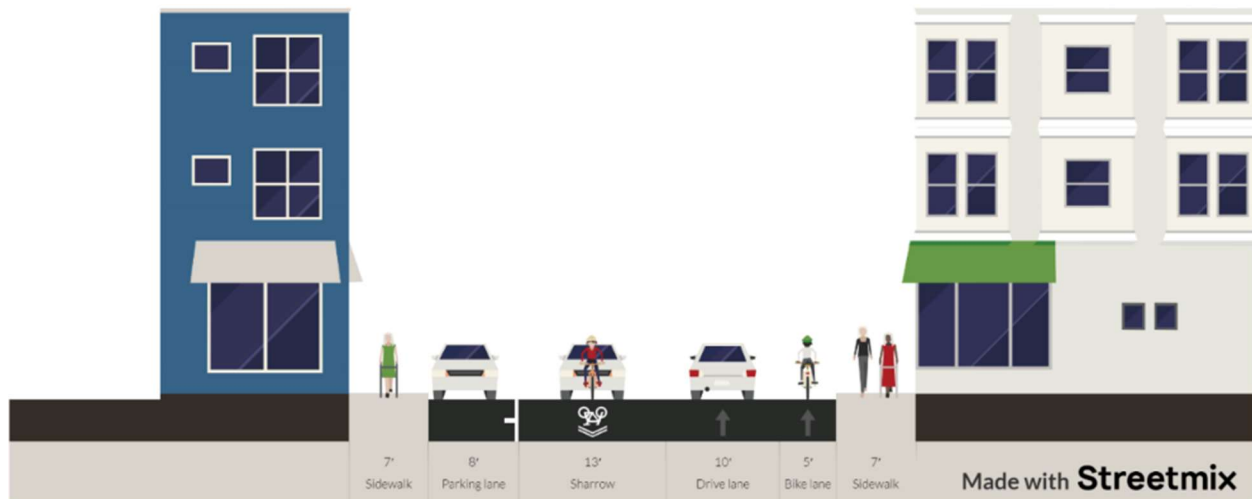 7'
Sidewalk
8'
Parking lane
13'
Sharrow
10'
Drive lane
5'
Bike lane
7'
Sidewalk
Made with Streetmix